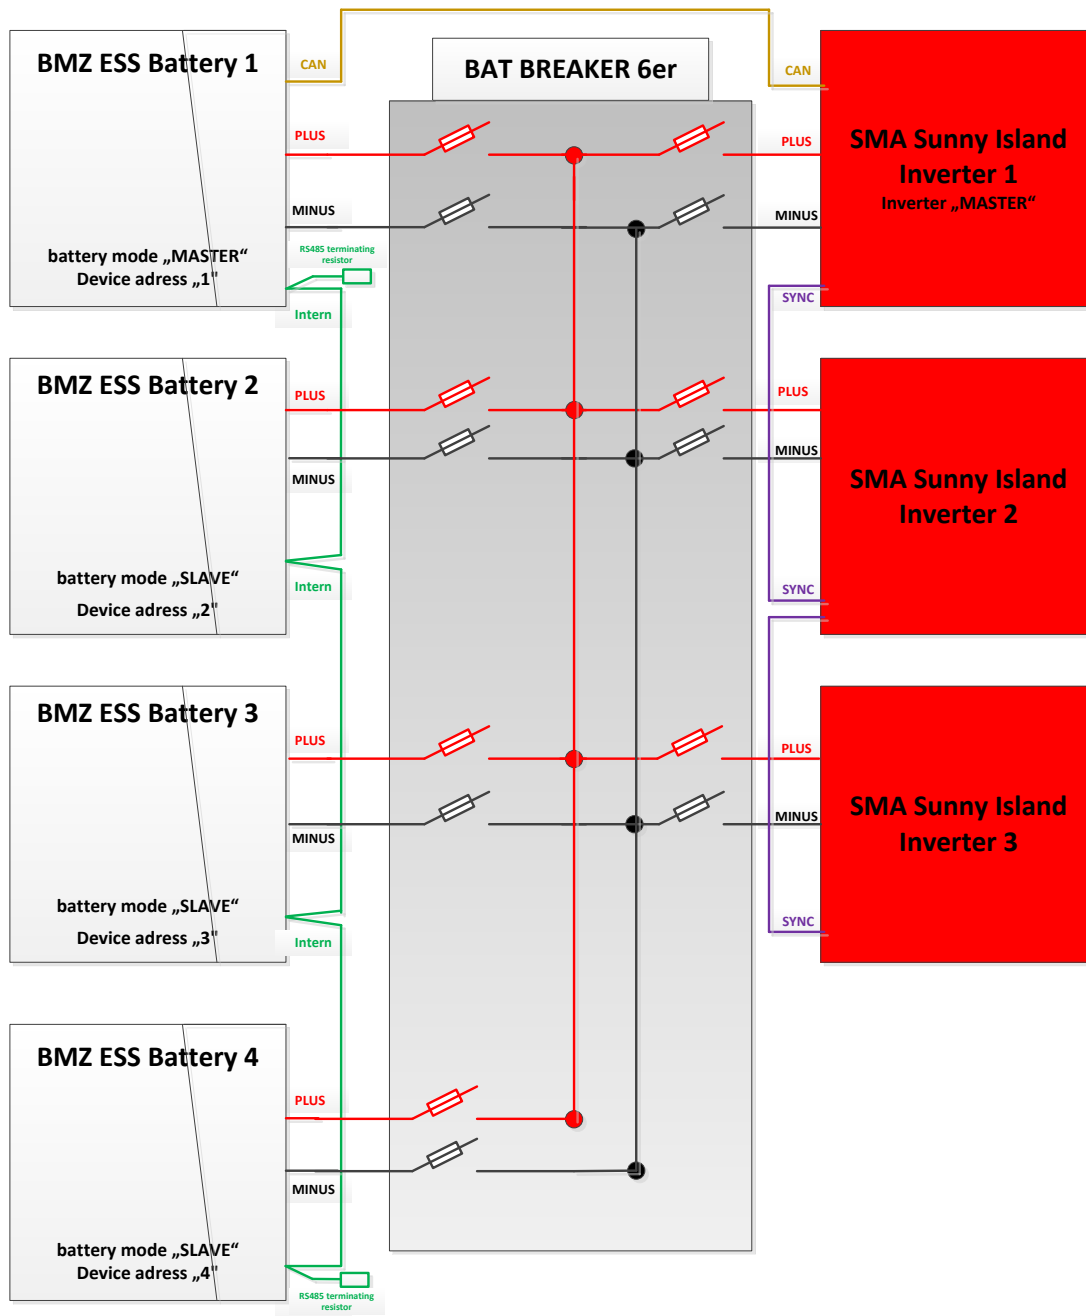 BMZ ESS Battery 1
CAN
PLUS
MINUS
battery mode „MASTER“
Device adress „1"
RS485 terminating
resistor
Intern
BAT BREAKER 6er
CAN
PLUS
MINUS
SYNC
SMA Sunny Island
Inverter 1
Inverter „MASTER“
BMZ ESS Battery 2
PLUS
MINUS
battery mode „SLAVE“
Device adress „2"
Intern
PLUS
MINUS
SYNC
SMA Sunny Island
Inverter 2
BMZ ESS Battery 3
PLUS
MINUS
battery mode „SLAVE“
Device adress „3"
Intern
PLUS
MINUS
SYNC
SMA Sunny Island
Inverter 3
BMZ ESS Battery 4
PLUS
MINUS
battery mode „SLAVE“
Device adress „4"
RS485 terminating
resistor